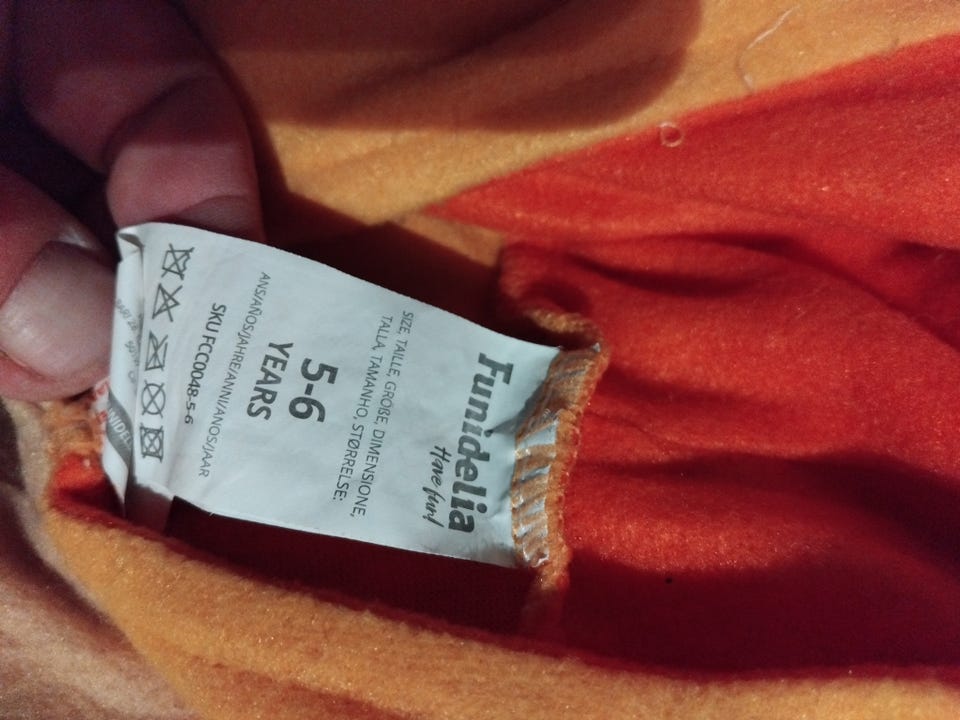 Funidelia
Have fun!
SIZE, TAILLE, GRÖßE, DIMENSIONE,
TALLA, TAMANHO, STØRRELSE:
5-6
YEARS
ANS/AÑOS/JAHRE/ANNI/ANOS/JAAR
SKU FCC0048-5-6